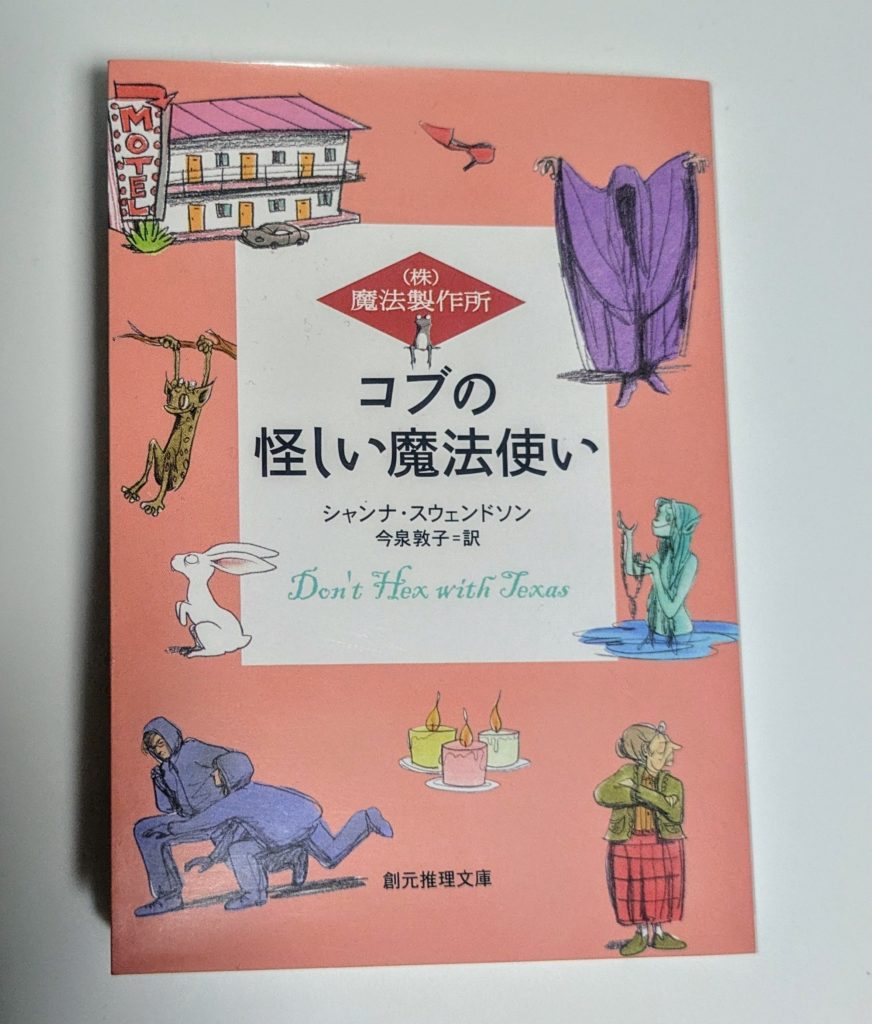 MOTEL
(株)
魔法製作所
コブの
怪しい魔法使い
シャンナ・スウェンドソン
今泉敦子=訳
Don't Hex with Texas
創元推理文庫